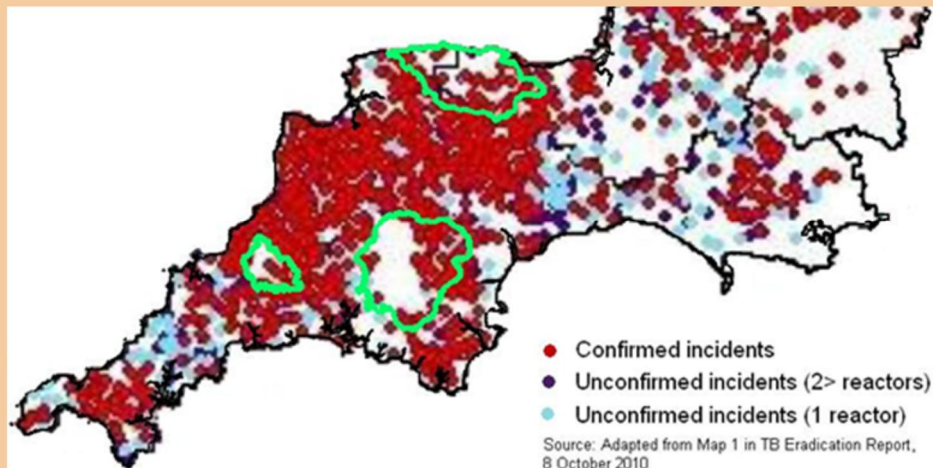 Confirmed incidents
Unconfirmed incidents (2> reactors)
Unconfirmed incidents (1 reactor)
Source: Adapted from Map 1 in TB Eradication Report,
8 October 2010